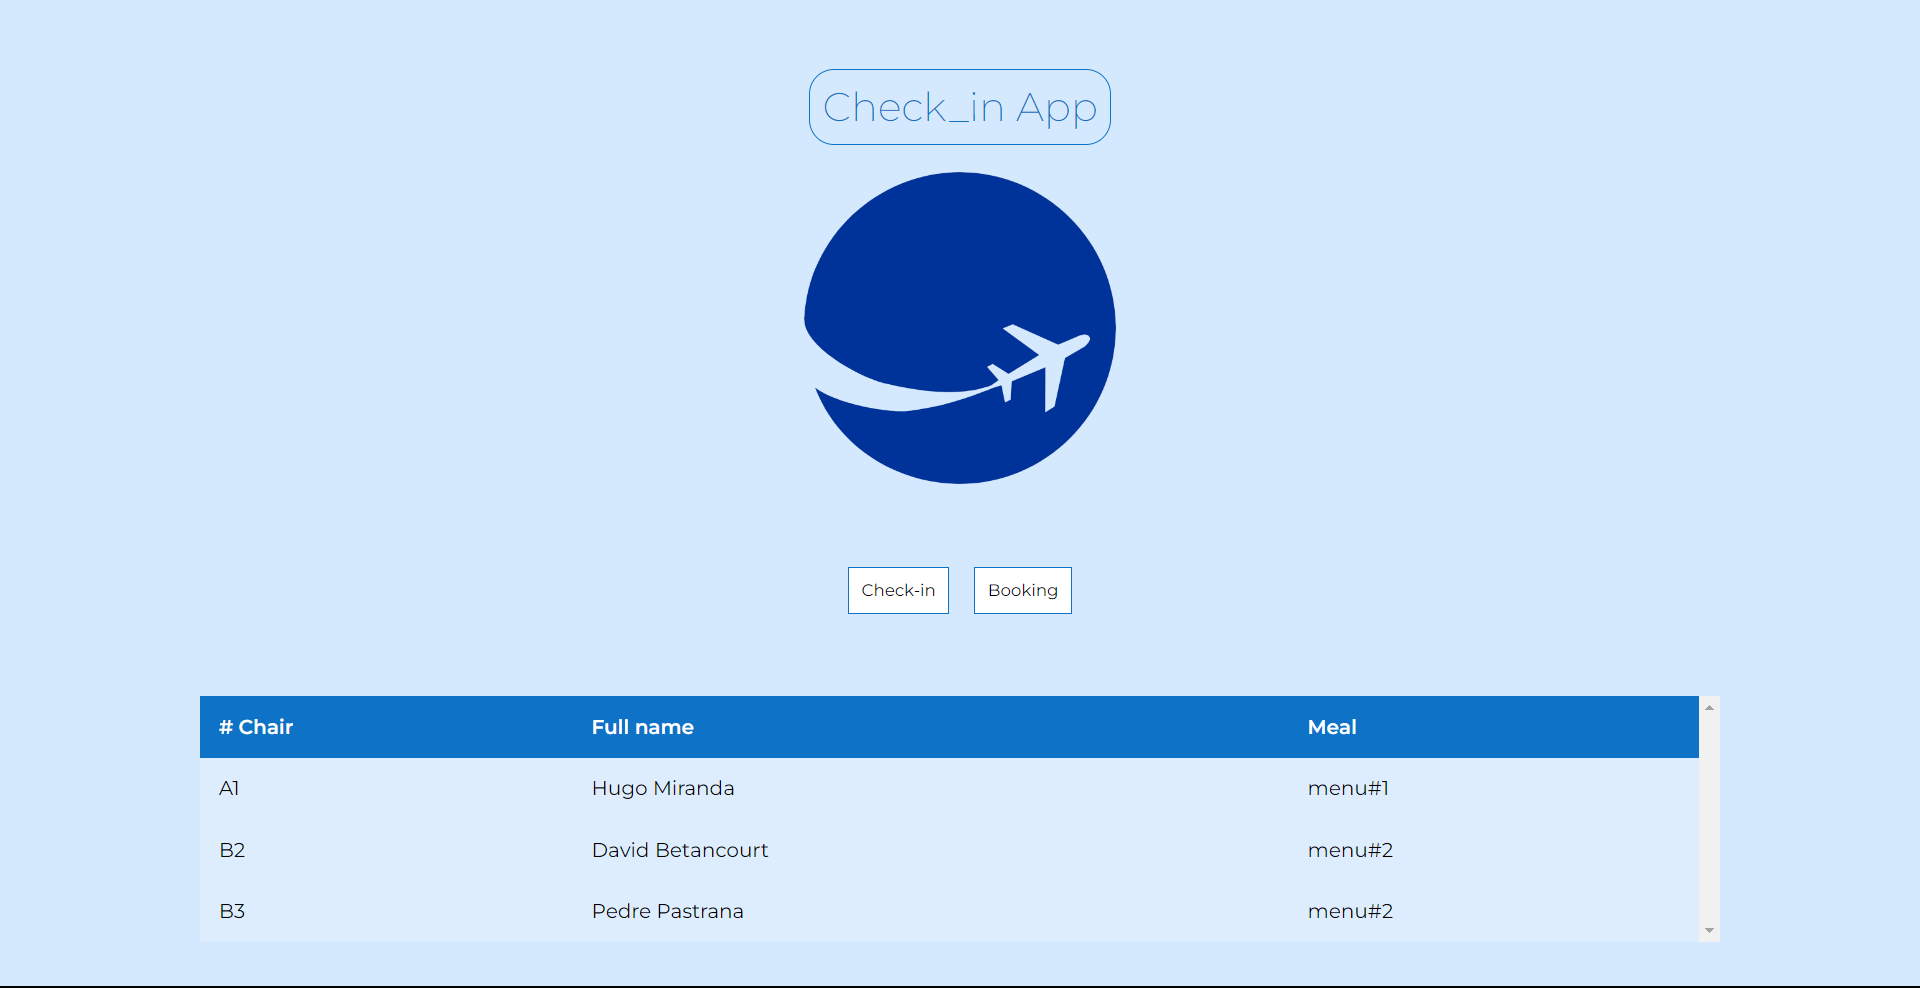 Check_in App
Check-in Booking
# Chair Full name Meal
A1 Hugo Miranda menu#1
B2 David Betancourt menu#2
B3 Pedre Pastrana menu#2